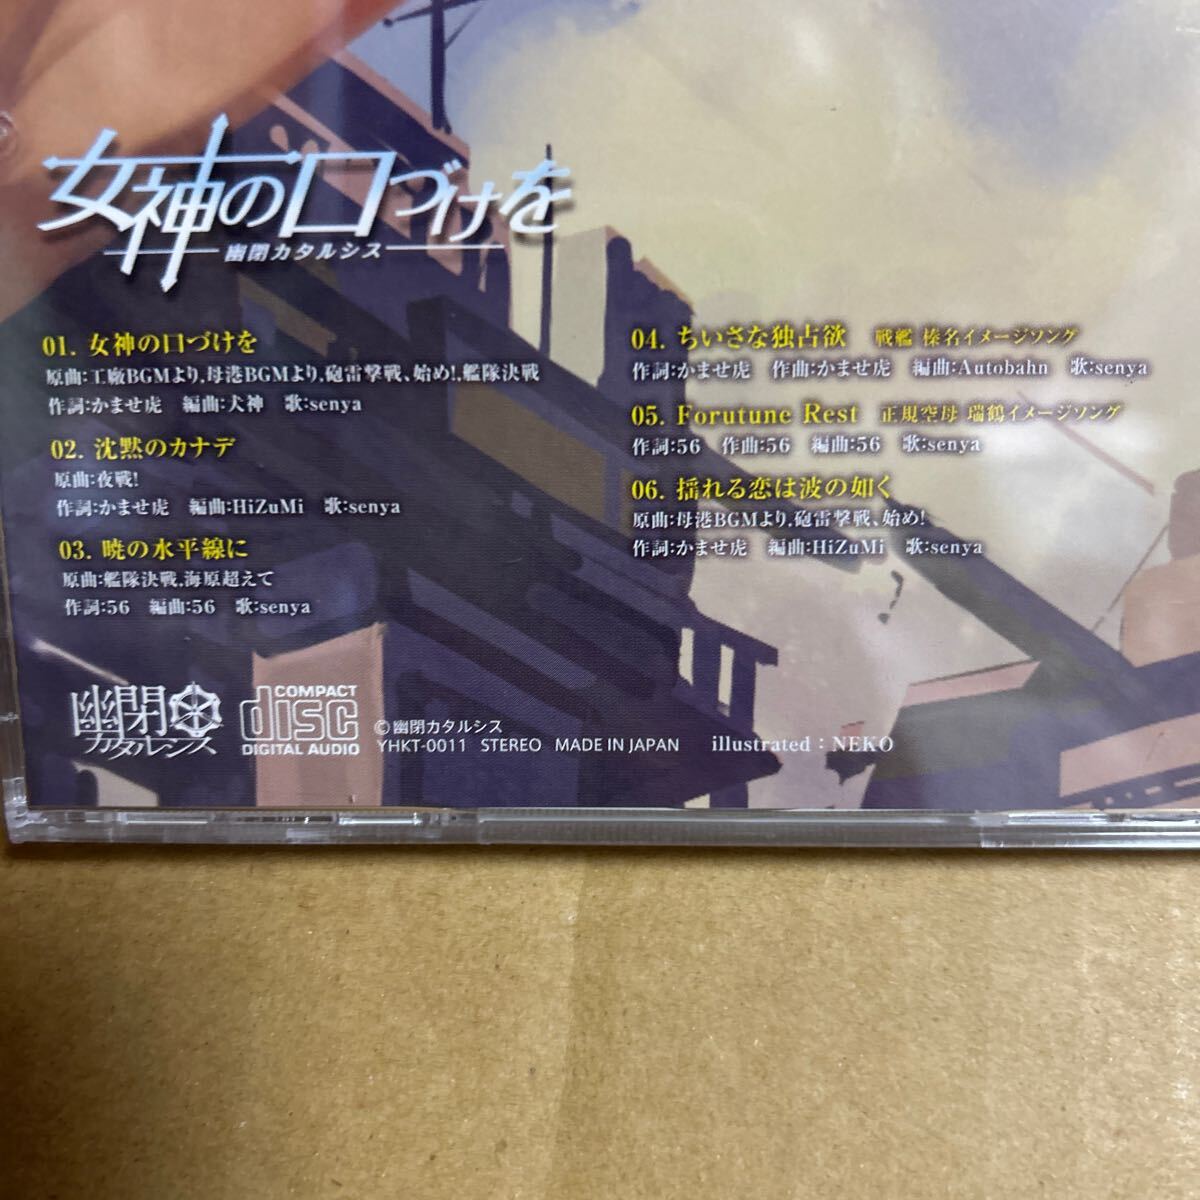 女神の口づけを
幽閉カタルシス
01. 女神の口づけを
原曲:工廠BGMより,母港BGMより,砲雷撃戦、始め!,艦隊決戦
作詞:かませ虎　編曲:犬神　歌:senya
02. 沈黙のカナデ
原曲:夜戦!
作詞:かませ虎　編曲:HiZuMi　歌:senya
03. 暁の水平線に
原曲:艦隊決戦,海原超えて
作詞:56　編曲:56　歌:senya
04. ちいさな独占欲　戦艦 榛名イメージソング
作詞:かませ虎　作曲:かませ虎　編曲:Autobahn　歌:senya
05. Forutune Rest　正規空母 瑞鶴イメージソング
作詞:56　作曲:56　編曲:56　歌:senya
06. 揺れる恋は波の如く
原曲:母港BGMより,砲雷撃戦、始め!
作詞:かませ虎　編曲:HiZuMi　歌:senya
幽閉
カタルシス
COMPACT
disc
DIGITAL AUDIO
©幽閉カタルシス
YHKT-0011 STEREO MADE IN JAPAN illustrated : NEKO